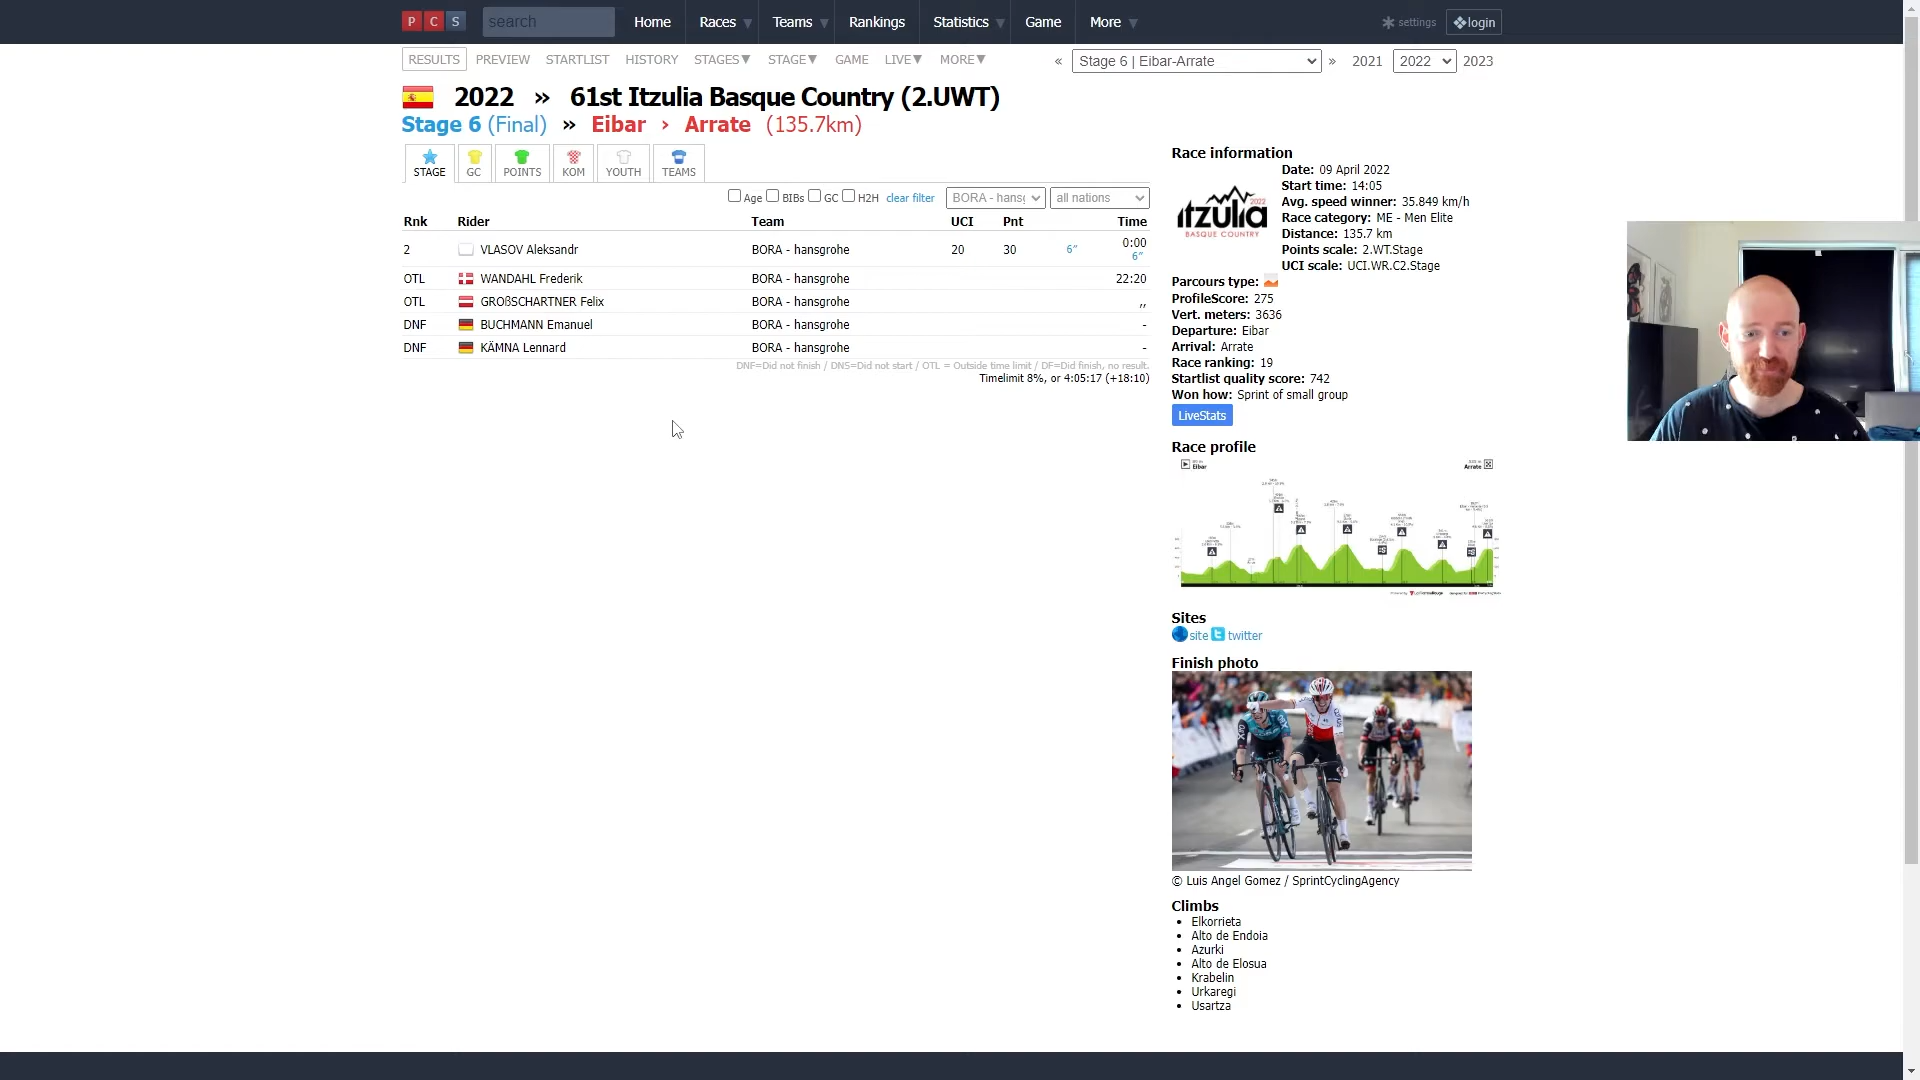 P C S
search
Home
Races ▼
Teams ▼
Rankings
Statistics ▼
Game
More ▼
settings
login
RESULTS
PREVIEW
STARTLIST
HISTORY
STAGES▼
STAGE▼
GAME
LIVE▼
MORE▼
«
Stage 6 | Eibar-Arrate
»
2021
2022
2023
2022 » 61st Itzulia Basque Country (2.UWT)
Stage 6 (Final) » Eibar › Arrate (135.7km)
STAGE
GC
POINTS
KOM
YOUTH
TEAMS
Age BIBs GC H2H clear filter
BORA - hansg
all nations
Rnk Rider Team UCI Pnt Time
2 VLASOV Aleksandr BORA - hansgrohe 20 30 6″ 0:00
6″
OTL WANDAHL Frederik BORA - hansgrohe 22:20
OTL GROßSCHARTNER Felix BORA - hansgrohe ,,
DNF BUCHMANN Emanuel BORA - hansgrohe -
DNF KÄMNA Lennard BORA - hansgrohe -
DNF=Did not finish / DNS=Did not start / OTL = Outside time limit / DF=Did finish, no result.
Timelimit 8%, or 4:05:17 (+18:10)
Race information
itzulia
2022
BASQUE COUNTRY
Date: 09 April 2022
Start time: 14:05
Avg. speed winner: 35.849 km/h
Race category: ME - Men Elite
Distance: 135.7 km
Points scale: 2.WT.Stage
UCI scale: UCI.WR.C2.Stage
Parcours type:
ProfileScore: 275
Vert. meters: 3636
Departure: Eibar
Arrival: Arrate
Race ranking: 19
Startlist quality score: 742
Won how: Sprint of small group
LiveStats
Race profile
Eibar
Arrate
Sites
site twitter
Finish photo
© Luis Angel Gomez / SprintCyclingAgency
Climbs
• Elkorrieta
• Alto de Endoia
• Azurki
• Alto de Elosua
• Krabelin
• Urkaregi
• Usartza